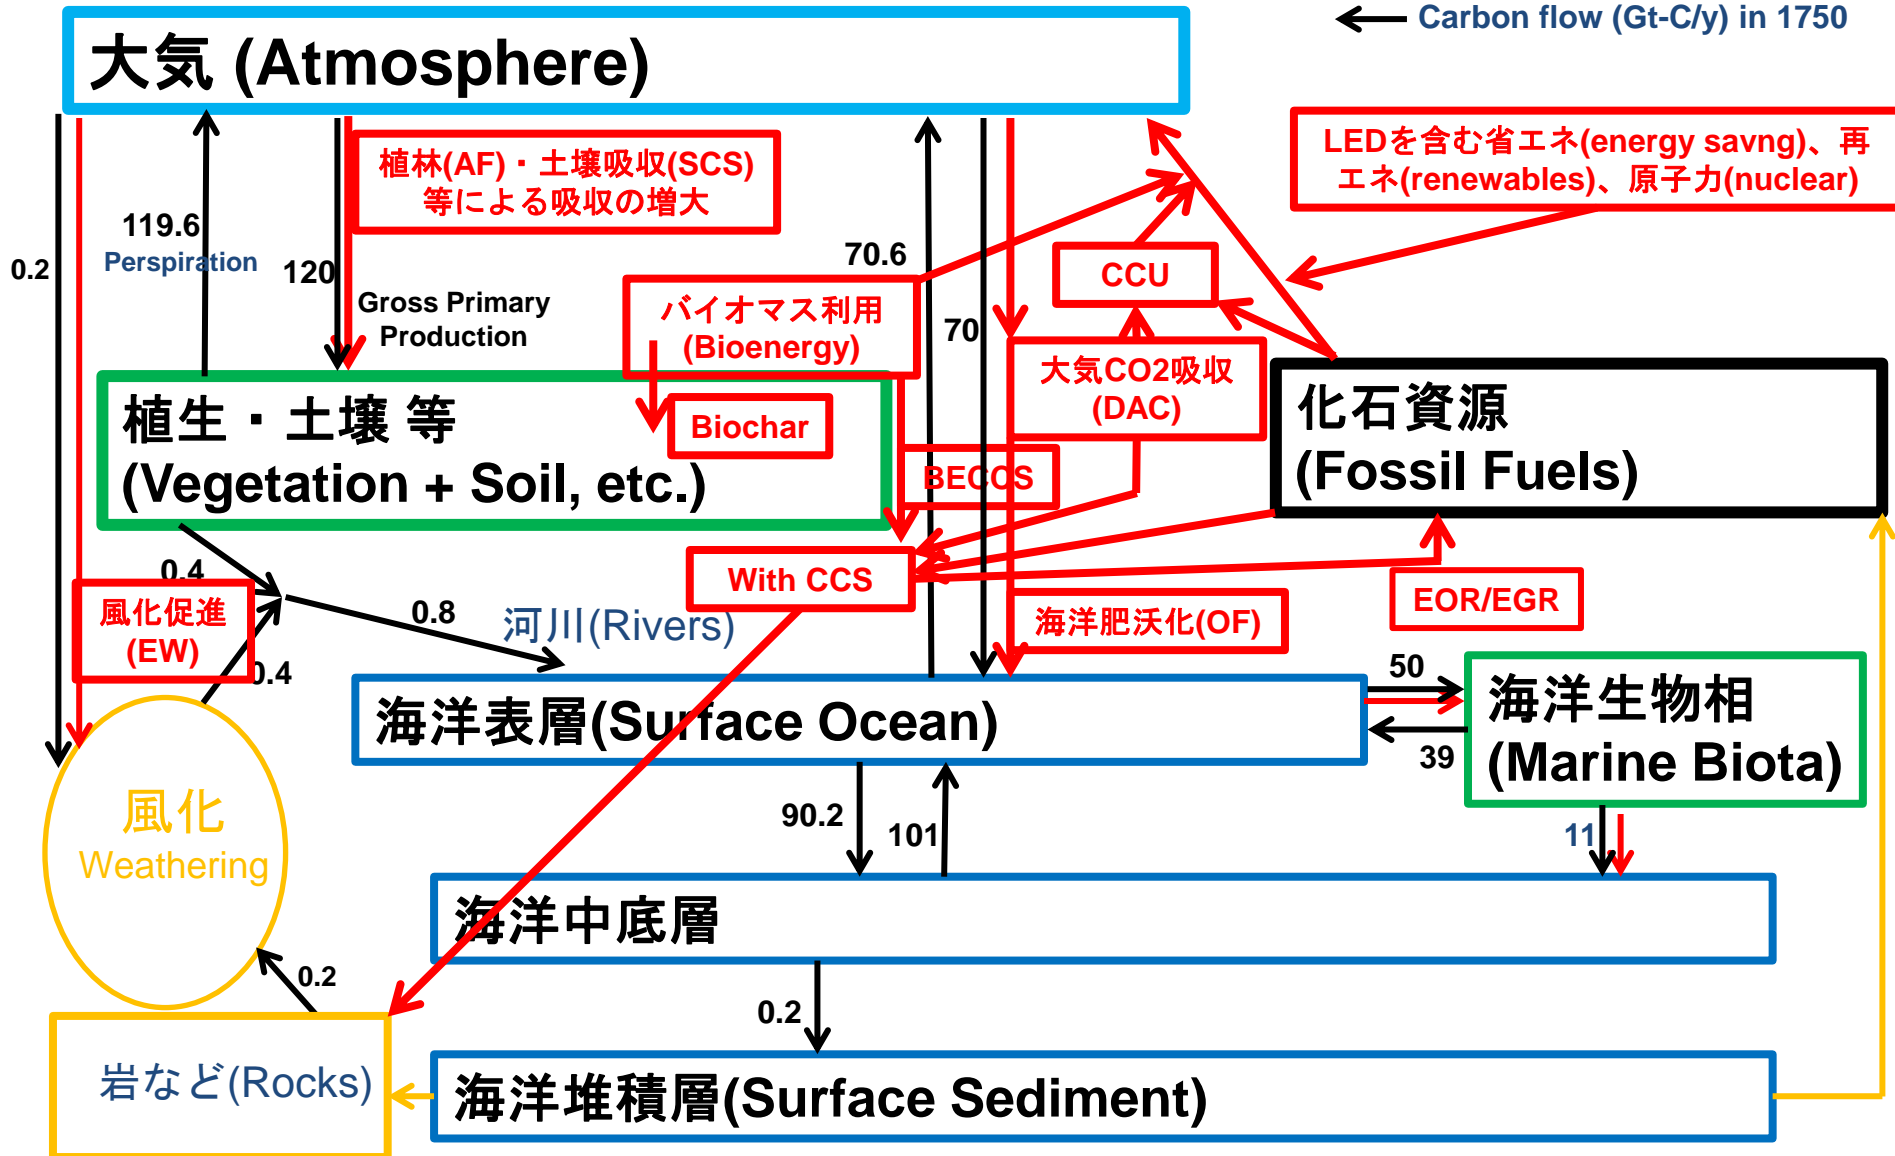 Carbon flow (Gt-C/y) in 1750
大気 (Atmosphere)
LEDを含む省エネ(energy savng)、再
エネ(renewables)、原子力(nuclear)
植林(AF)・土壌吸収(SCS)
等による吸収の増大
119.6
Perspiration
0.2
120
70.6
CCU
Gross Primary
Production
バイオマス利用
(Bioenergy)
70
大気CO2吸収
(DAC)
植生・土壌 等
(Vegetation + Soil, etc.)
Biochar
BECCS
化石資源
(Fossil Fuels)
0.4
With CCS
風化促進
(EW)
0.8
河川(Rivers)
海洋肥沃化(OF)
EOR/EGR
0.4
50
海洋表層(Surface Ocean)
海洋生物相
(Marine Biota)
39
風化
Weathering
90.2
101
11
海洋中底層
0.2
0.2
岩など(Rocks)
海洋堆積層(Surface Sediment)